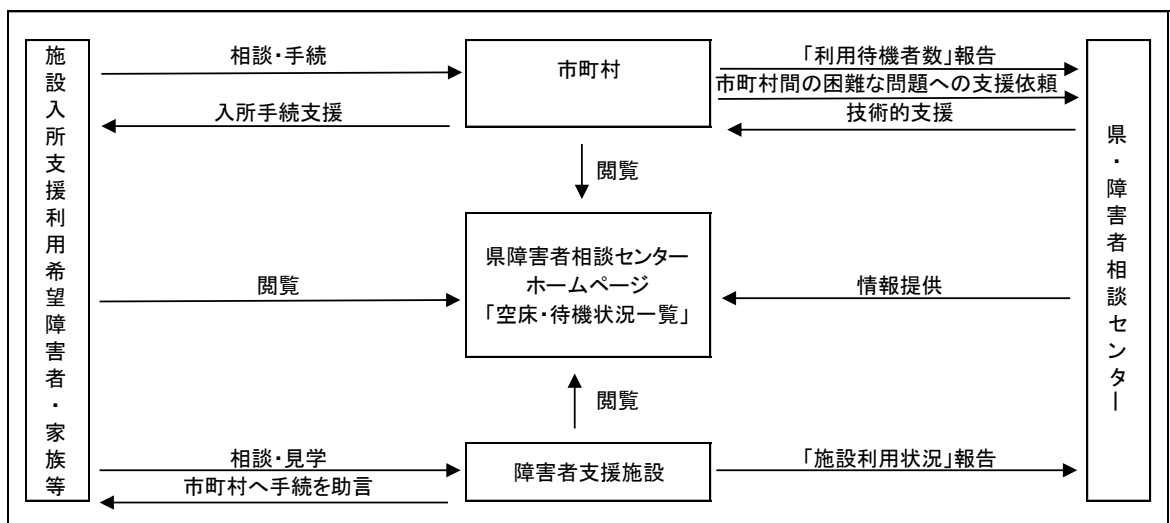 施設入所支援利用希望障害者・家族等
相談・手続
入所手続支援
市町村
「利用待機者数」報告
市町村間の困難な問題への支援依頼
技術的支援
閲覧
閲覧
県障害者相談センター
ホームページ
「空床・待機状況一覧」
情報提供
閲覧
相談・見学
市町村へ手続を助言
障害者支援施設
「施設利用状況」報告
県・障害者相談センター